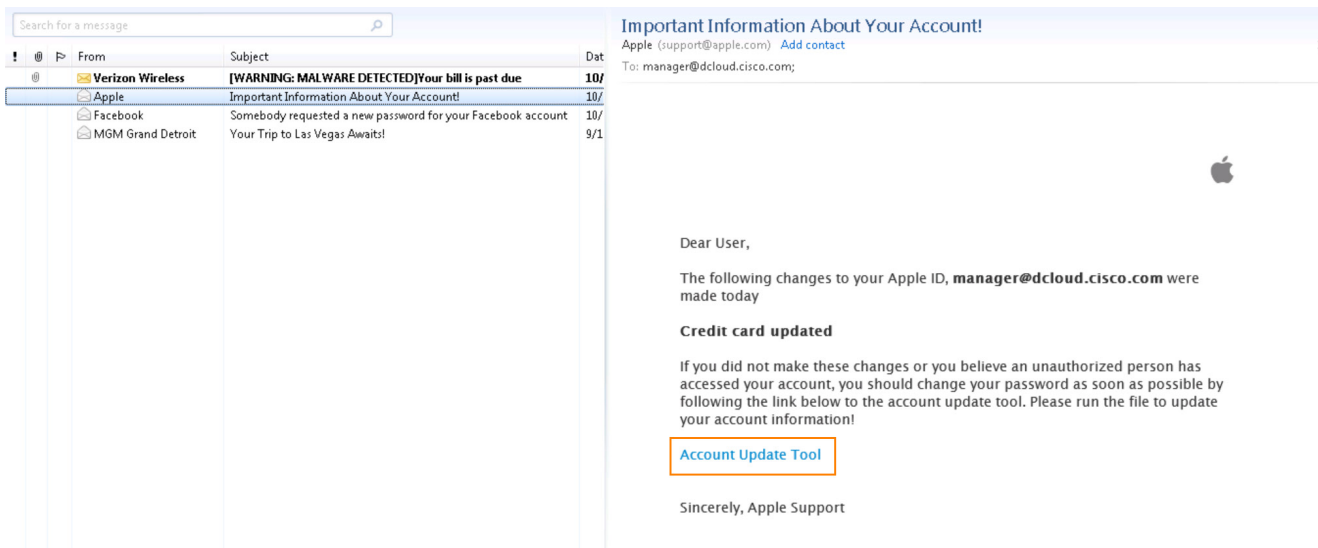 Search for a message
! From Subject Dat
Verizon Wireless [WARNING: MALWARE DETECTED]Your bill is past due 10/
Apple Important Information About Your Account! 10/
Facebook Somebody requested a new password for your Facebook account 10/
MGM Grand Detroit Your Trip to Las Vegas Awaits! 9/1
Important Information About Your Account!
Apple (support@apple.com) Add contact
To: manager@dcloud.cisco.com;
Dear User,
The following changes to your Apple ID, manager@dcloud.cisco.com were
made today
Credit card updated
If you did not make these changes or you believe an unauthorized person has
accessed your account, you should change your password as soon as possible by
following the link below to the account update tool. Please run the file to update
your account information!
Account Update Tool
Sincerely, Apple Support